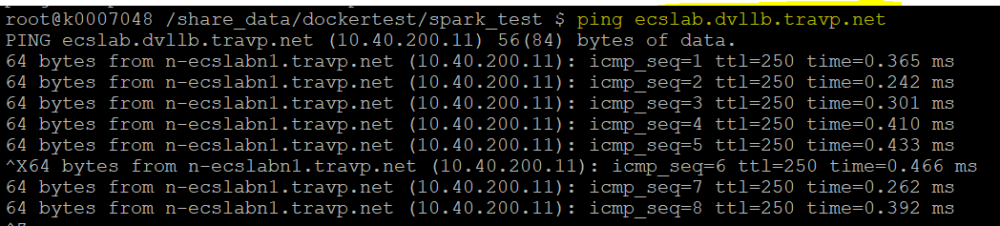 root@k0007048 /share_data/dockertest/spark_test $ ping ecslab.dvllb.travp.net
PING ecslab.dvllb.travp.net (10.40.200.11) 56(84) bytes of data.
64 bytes from n-ecslabn1.travp.net (10.40.200.11): icmp_seq=1 ttl=250 time=0.365 ms
64 bytes from n-ecslabn1.travp.net (10.40.200.11): icmp_seq=2 ttl=250 time=0.242 ms
64 bytes from n-ecslabn1.travp.net (10.40.200.11): icmp_seq=3 ttl=250 time=0.301 ms
64 bytes from n-ecslabn1.travp.net (10.40.200.11): icmp_seq=4 ttl=250 time=0.410 ms
64 bytes from n-ecslabn1.travp.net (10.40.200.11): icmp_seq=5 ttl=250 time=0.433 ms
^X64 bytes from n-ecslabn1.travp.net (10.40.200.11): icmp_seq=6 ttl=250 time=0.466 ms
64 bytes from n-ecslabn1.travp.net (10.40.200.11): icmp_seq=7 ttl=250 time=0.262 ms
64 bytes from n-ecslabn1.travp.net (10.40.200.11): icmp_seq=8 ttl=250 time=0.392 ms